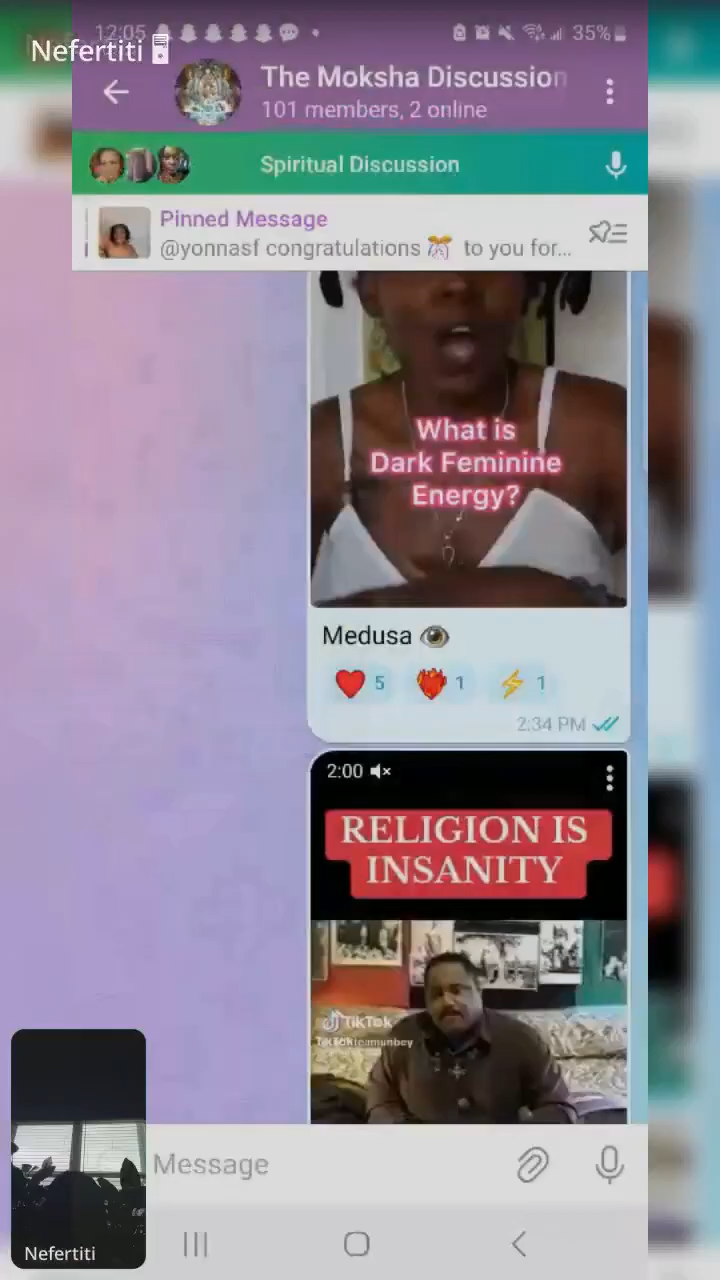 12:05
35%
Nefertiti
The Moksha Discussion
101 members, 2 online
Spiritual Discussion
Pinned Message
@yonnasf congratulations to you for...
What is
Dark Feminine
Energy?
Medusa
5
1
1
2:34 PM
2:00
RELIGION IS
INSANITY
TikTok
Message
Nefertiti